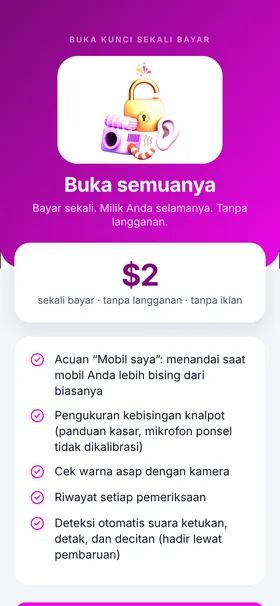 BUKA KUNCI SEKALI BAYAR
Buka semuanya
Bayar sekali. Milik Anda selamanya. Tanpa
langganan.
$2
sekali bayar · tanpa langganan · tanpa iklan
Acuan “Mobil saya”: menandai saat
mobil Anda lebih bising dari
biasanya
Pengukuran kebisingan knalpot
(panduan kasar, mikrofon ponsel
tidak dikalibrasi)
Cek warna asap dengan kamera
Riwayat setiap pemeriksaan
Deteksi otomatis suara ketukan,
detak, dan decitan (hadir lewat
pembaruan)